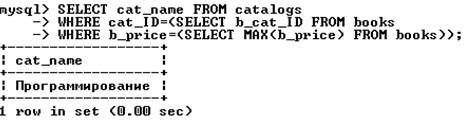 mysql> SELECT cat_name FROM catalogs
-> WHERE cat_ID=(SELECT b_cat_ID FROM books
-> WHERE b_price=(SELECT MAX(b_price) FROM books));
+-------------------+
| cat_name          |
+-------------------+
| Программирование  |
+-------------------+
1 row in set (0.00 sec)